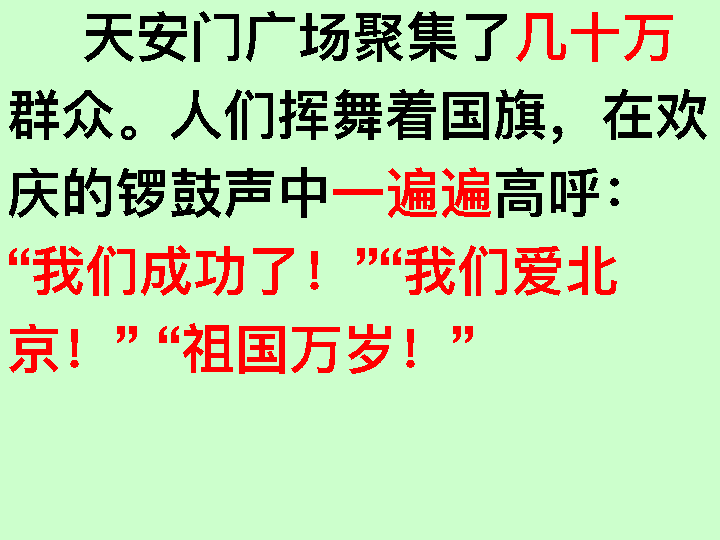 天安门广场聚集了几十万
群众。人们挥舞着国旗，在欢
庆的锣鼓声中一遍遍高呼：
“我们成功了！”“我们爱北
京！” “祖国万岁！”